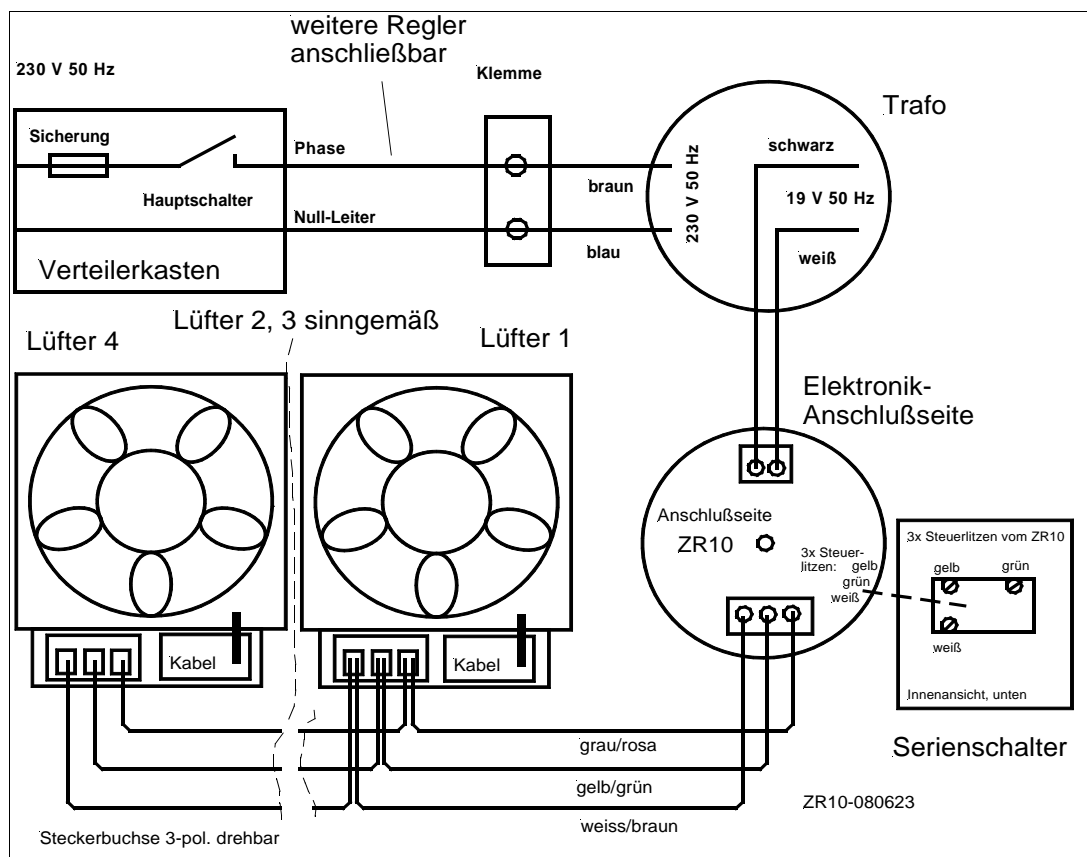 weitere Regler
anschließbar
230 V 50 Hz
Klemme
Trafo
Sicherung
Phase
schwarz
braun
230 V 50 Hz
19 V 50 Hz
Hauptschalter
Null-Leiter
blau
weiß
Verteilerkasten
Lüfter 2, 3 sinngemäß
Lüfter 4
Lüfter 1
Elektronik-
Anschlußseite
Anschlußseite
ZR10
3x Steuer-
litzen:
gelb
grün
weiß
3x Steuerlitzen vom ZR10
gelb
grün
weiß
Innenansicht, unten
Kabel
Kabel
Serienschalter
grau/rosa
gelb/grün
weiss/braun
ZR10-080623
Steckerbuchse 3-pol. drehbar